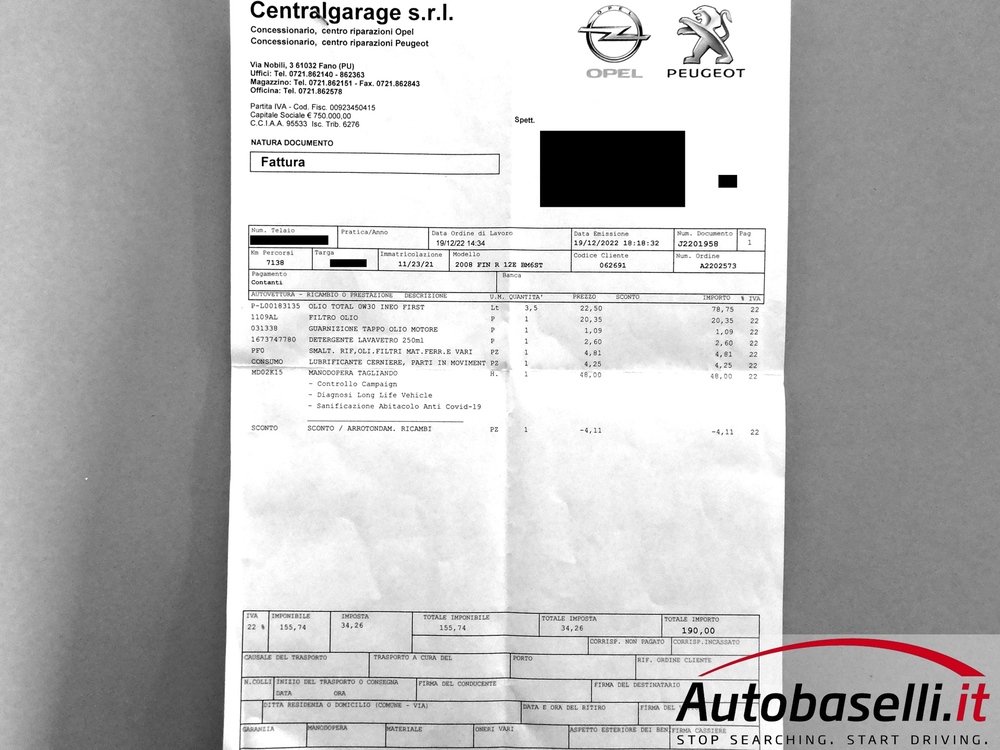 Centralgarage s.r.l.
Concessionario, centro riparazioni Opel
Concessionario, centro riparazioni Peugeot
OPEL
OPEL PEUGEOT
Via Nobili, 3 61032 Fano (PU)
Uffici: Tel. 0721.862140 - 862363
Magazzino: Tel. 0721.862151 - Fax. 0721.862843
Officina: Tel. 0721.862578
Partita IVA - Cod. Fisc. 00923450415
Capitale Sociale € 750.000,00
C.C.I.A.A. 95533 Isc. Trib. 6276
Spett.
NATURA DOCUMENTO
Fattura
Num. Telaio Pratica/Anno Data Ordine di Lavoro Data Emissione Num. Documento Pag
19/12/22 14:34 19/12/2022 18:18:32 J2201958 1
Km Percorsi Targa Immatricolazione Modello Codice Cliente Num. Ordine
7138 11/23/21 2008 FIN R 12E BM6ST 062691 A2202573
Pagamento Banca
Contanti
AUTOVETTURA - RICAMBIO O PRESTAZIONE DESCRIZIONE U.M. QUANTITA' PREZZO SCONTO IMPORTO % IVA
P-L00183135 OLIO TOTAL 0W30 INEO FIRST Lt 3,5 22,50 78,75 22
1109AL FILTRO OLIO P 1 20,35 20,35 22
031338 GUARNIZIONE TAPPO OLIO MOTORE P 1 1,09 1,09 22
1673747780 DETERGENTE LAVAVETRO 250ml P 1 2,60 2,60 22
PF0 SMALT. RIF,OLI.FILTRI MAT.FERR.E VARI PZ 1 4,81 4,81 22
CONSUMO LUBRIFICANTE CERNIERE, PARTI IN MOVIMENT PZ 1 4,25 4,25 22
MD02K15 MANODOPERA TAGLIANDO H. 1 48,00 48,00 22
- Controllo Campaign
- Diagnosi Long Life Vehicle
- Sanificazione Abitacolo Anti Covid-19
SCONTO SCONTO / ARROTONDAM. RICAMBI PZ 1 -4,11 -4,11 22
IVA IMPONIBILE IMPOSTA TOTALE IMPONIBILE TOTALE IMPOSTA TOTALE IMPORTO
22 % 155,74 34,26 155,74 34,26 190,00
CORRISP. NON PAGATO CORRISP.INCASSATO
CAUSALE DEL TRASPORTO TRASPORTO A CURA DEL PORTO RIF. ORDINE CLIENTE
N.COLLI INIZIO DEL TRASPORTO O CONSEGNA FIRMA DEL CONDUCENTE FIRMA DEL DESTINATARIO
DATA ORA
DITTA RESIDENZA O DOMICILIO (COMUNE - VIA) DATA E ORA DEL RITIRO FIRMA DEL
GARANZIA MANODOPERA MATERIALE ONERI VARI ASPETTO ESTERIORE DEI BENI FIRMA CASSIERE
Autobaselli.it
STOP SEARCHING. START DRIVING.